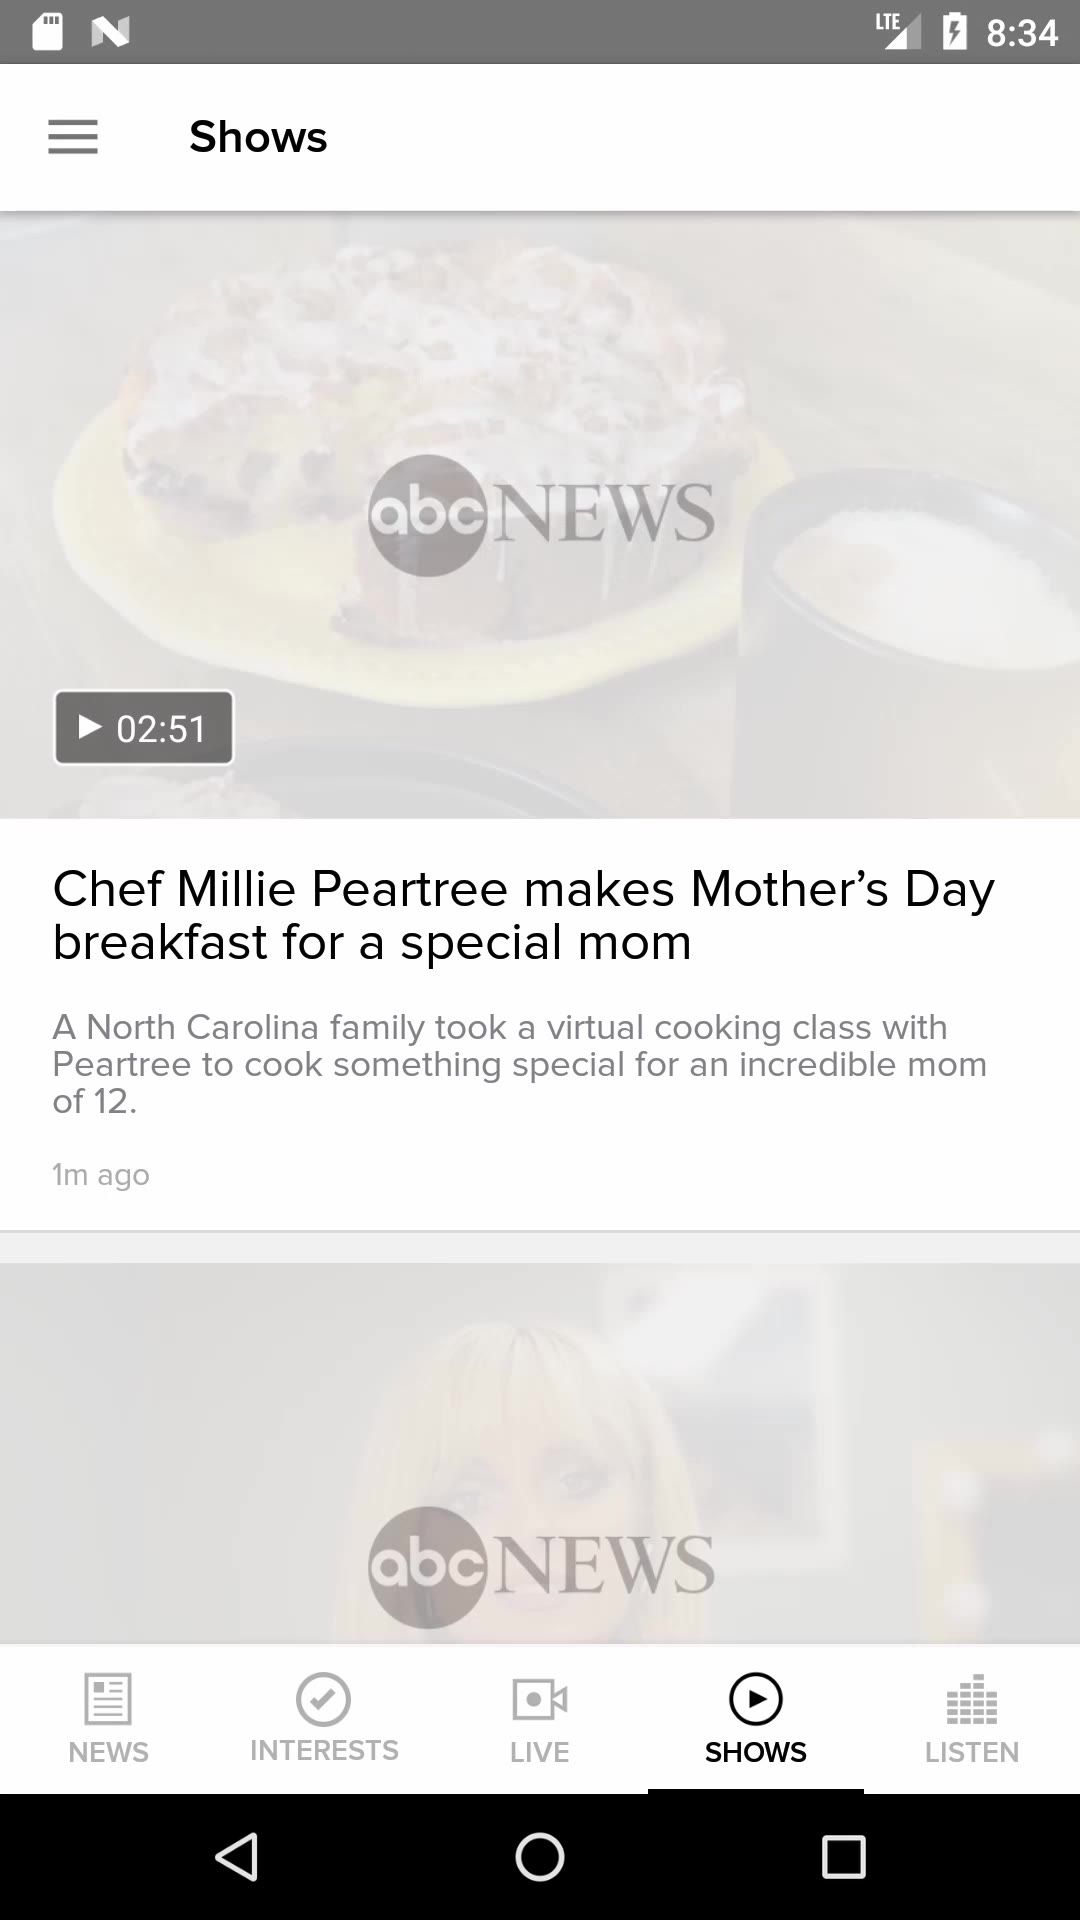 LTE 8:34
Shows
abc NEWS
02:51
Chef Millie Peartree makes Mother’s Day
breakfast for a special mom
A North Carolina family took a virtual cooking class with
Peartree to cook something special for an incredible mom
of 12.
1m ago
abc NEWS
NEWS
INTERESTS
LIVE
SHOWS
LISTEN